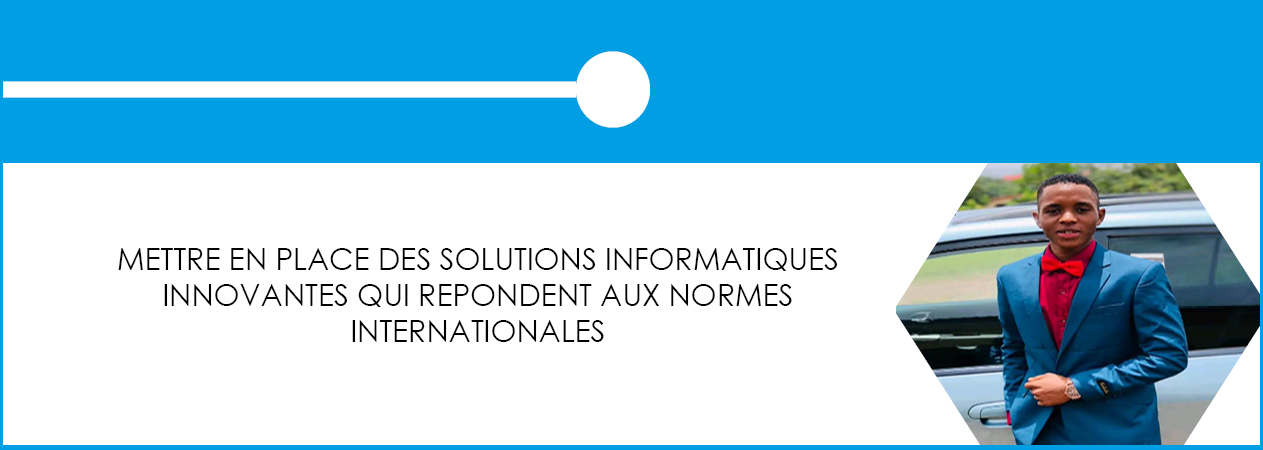 METTRE EN PLACE DES SOLUTIONS INFORMATIQUES
INNOVANTES QUI REPONDENT AUX NORMES
INTERNATIONALES